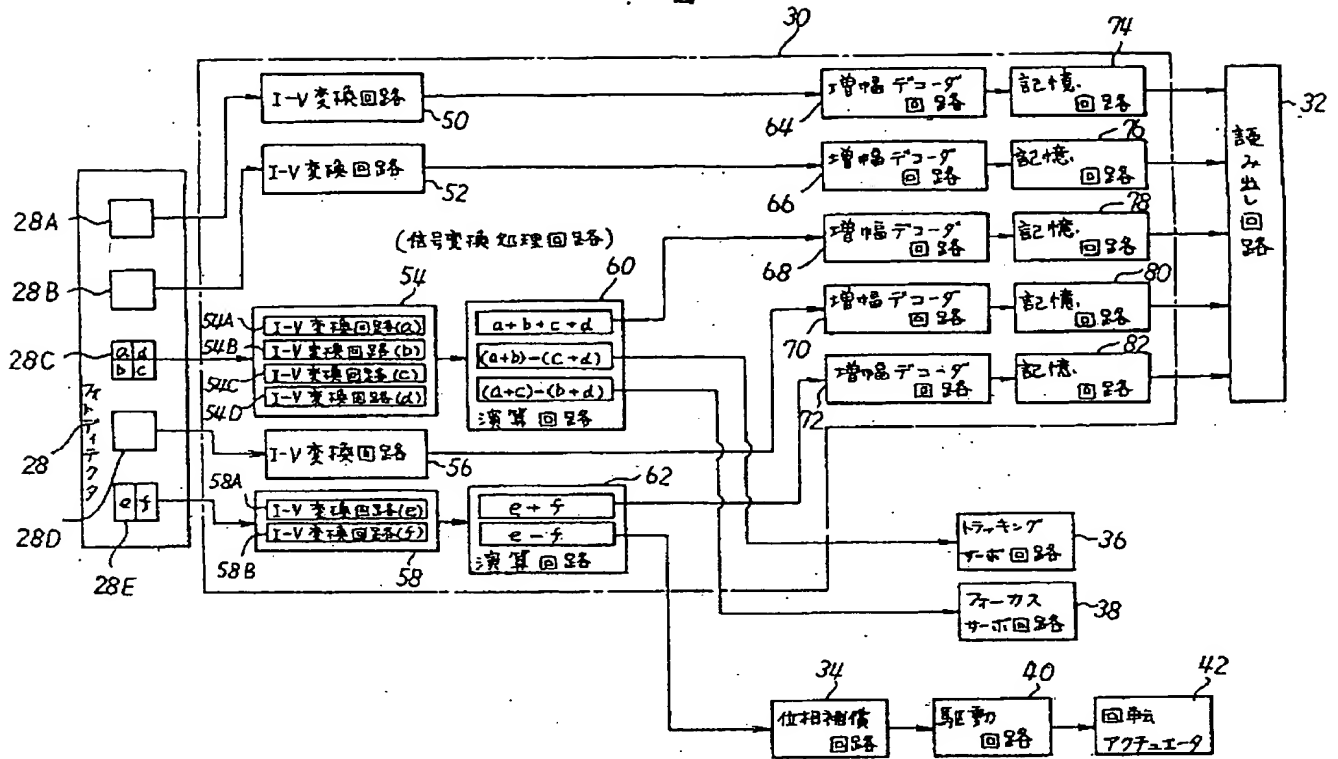 30
74
I-V 変換回路
50
増幅デコーダ
回路
64
記憶
回路
32
読み出し回路
I-V 変換回路
52
増幅デコーダ
回路
66
76
記憶
回路
28A
28B
(信号変換処理回路)
増幅デコーダ
回路
68
78
記憶
回路
54
60
54A
I-V 変換回路(a)
54B
I-V 変換回路(b)
54C
I-V 変換回路(c)
54D
I-V 変換回路(d)
a+b+c+d
(a+b)-(c+d)
(a+c)-(b+d)
演算回路
増幅デコーダ
回路
70
80
記憶
回路
28C
a d
b c
増幅デコーダ
回路
72
82
記憶
回路
フォトディテクタ
28
28D
I-V 変換回路
56
e f
28E
58A
I-V 変換回路(e)
58B
I-V 変換回路(f)
58
62
e+f
e-f
演算回路
トラッキング
サーボ回路
36
フォーカス
サーボ回路
38
34
位相補償
回路
40
駆動
回路
42
回転
アクチュエータ